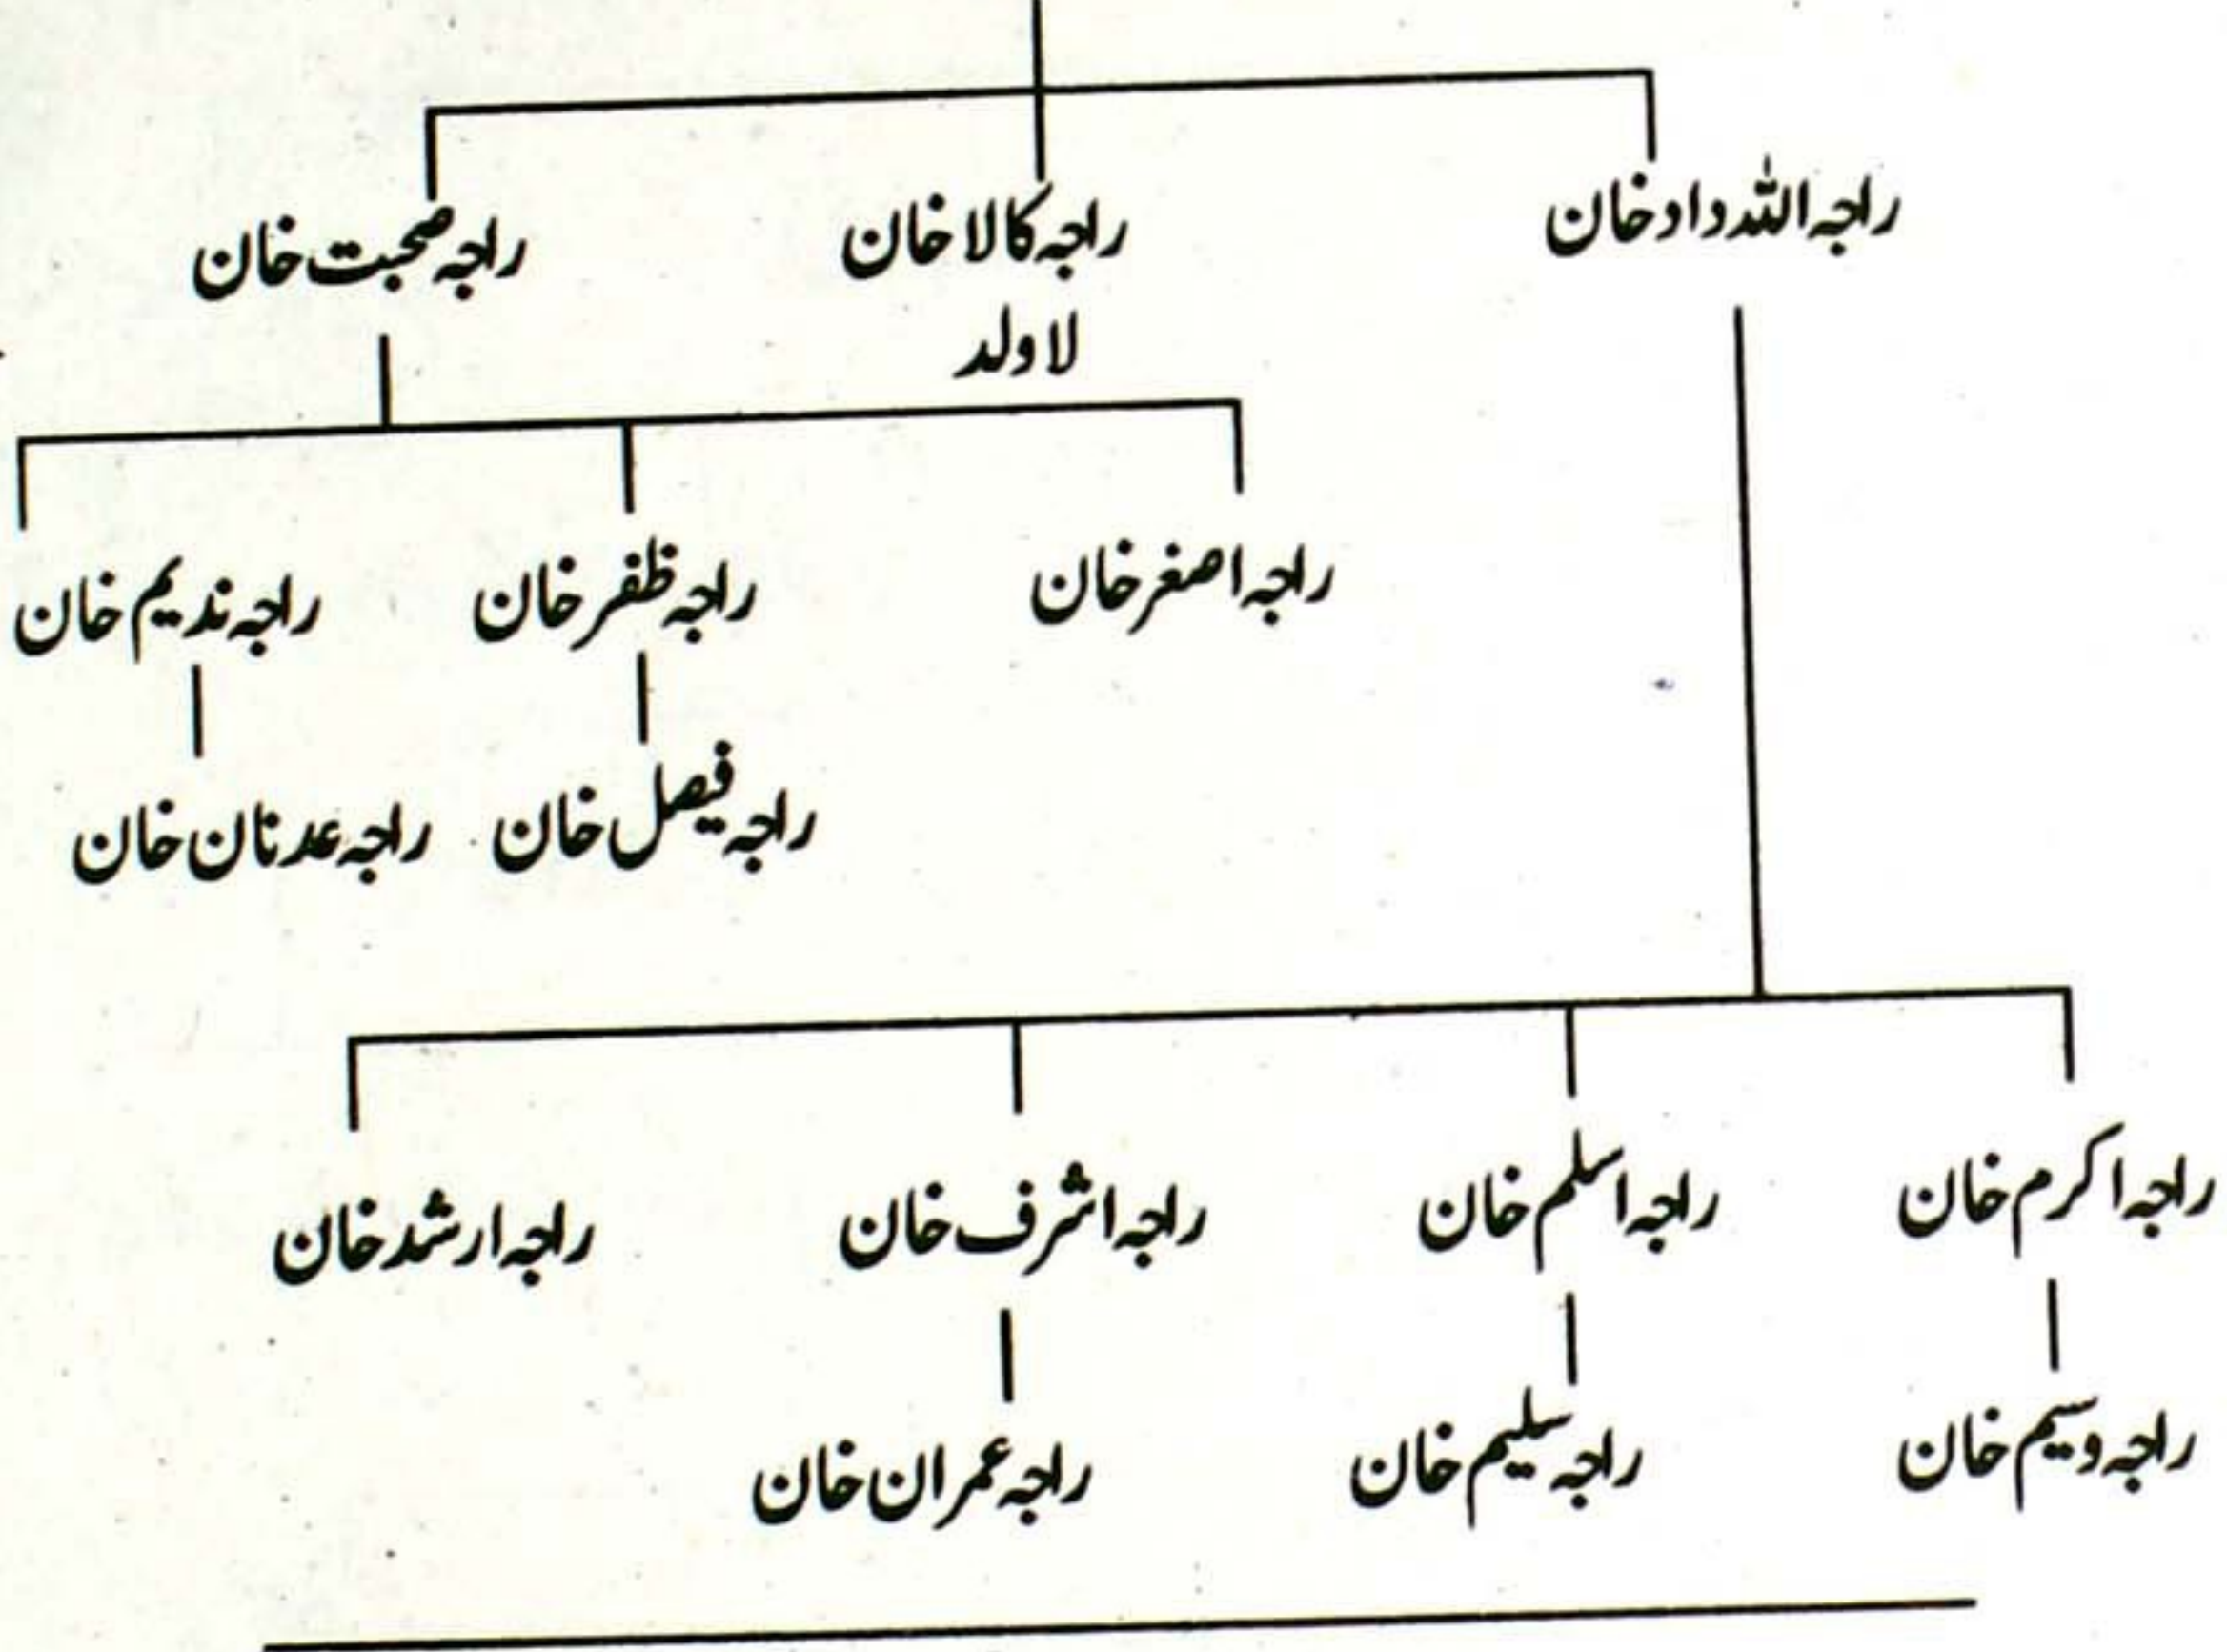 راجہ اللہ داد خان راجہ کالا خان راجہ صحبت خان
لاولد
راجہ اصغر خان راجہ ظفر خان راجہ ندیم خان
راجہ فیصل خان راجہ عدنان خان
راجہ اکرم خان راجہ اسلم خان راجہ اشرف خان راجہ ارشد خان
راجہ وسیم خان راجہ سلیم خان راجہ عمران خان